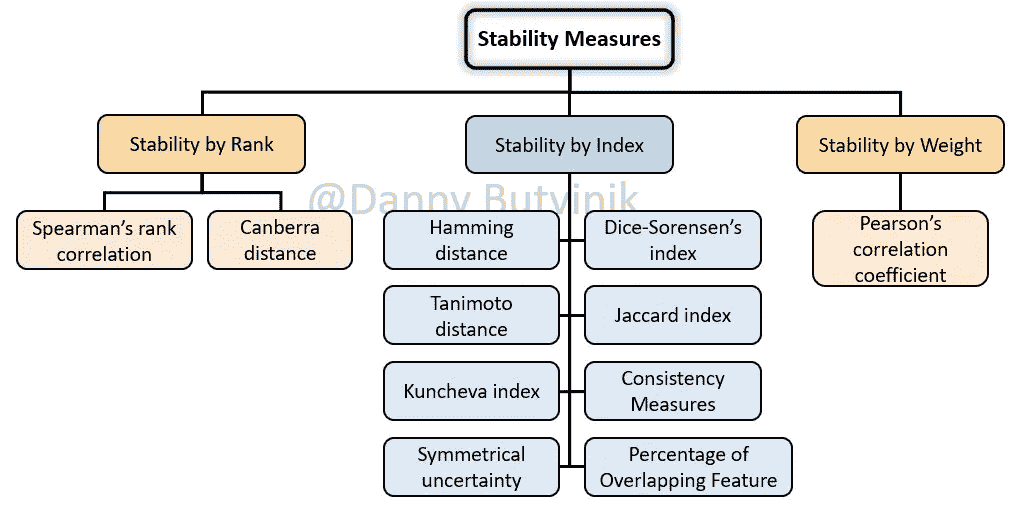 Stability Measures
Stability by Rank
Stability by Index
Stability by Weight
@Danny Butvinik
Spearman's rank
correlation
Canberra
distance
Hamming
distance
Dice-Sorensen's
index
Pearson's
correlation
coefficient
Tanimoto
distance
Jaccard index
Kuncheva index
Consistency
Measures
Symmetrical
uncertainty
Percentage of
Overlapping Feature